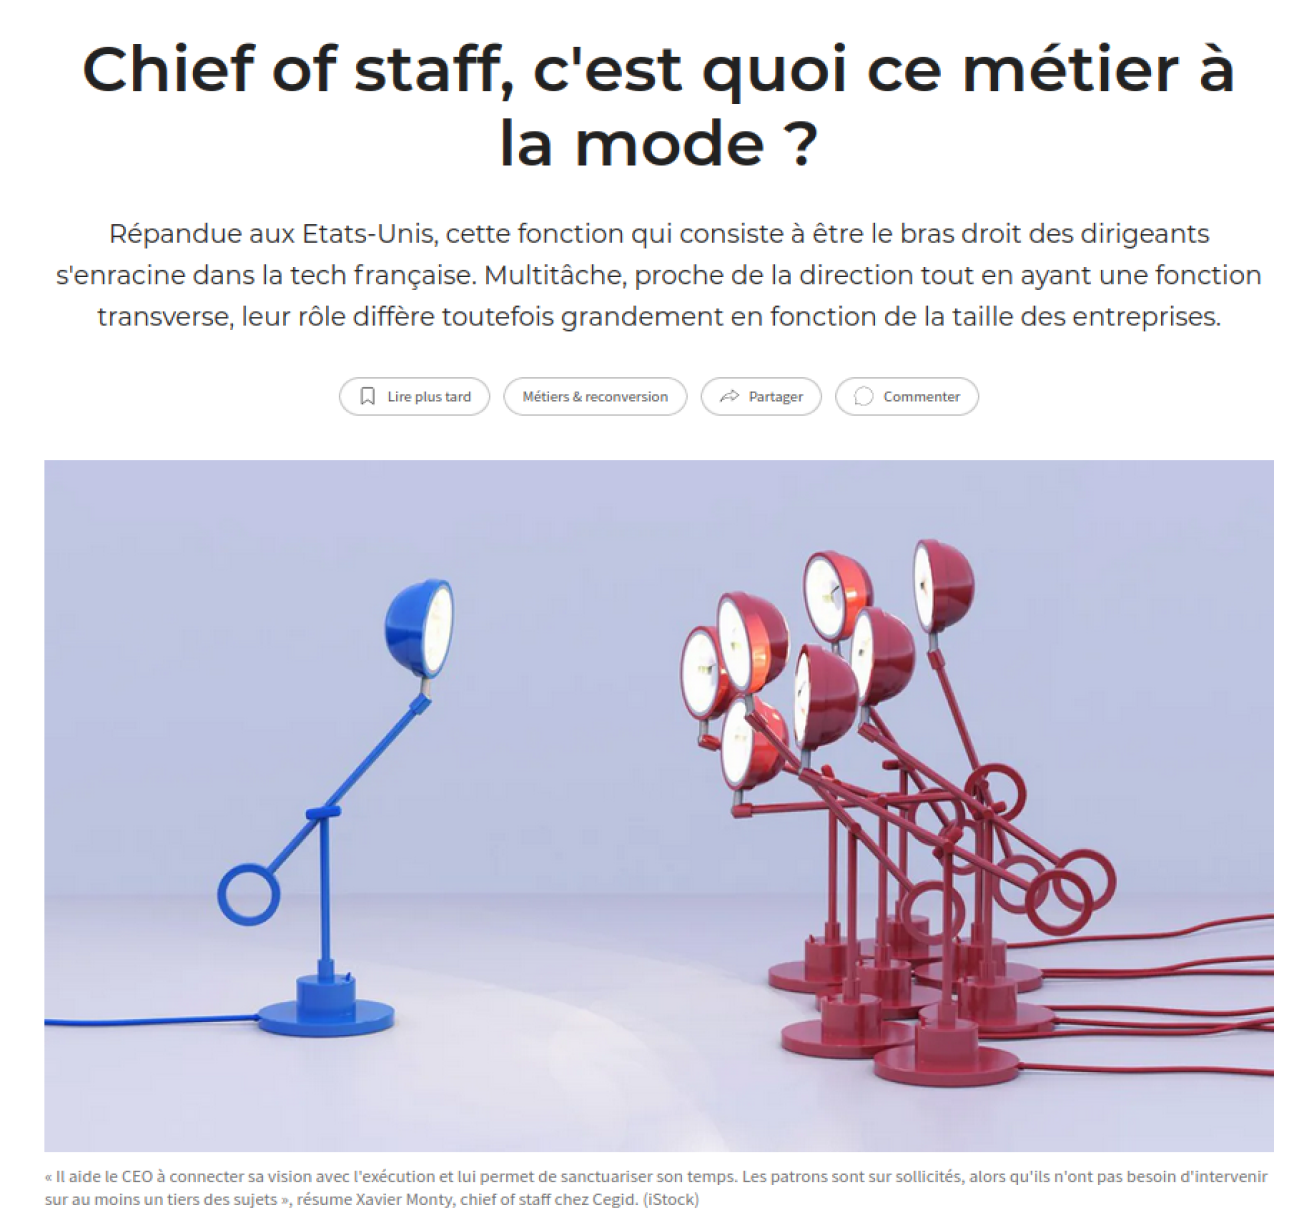 Chief of staff, c'est quoi ce métier à
la mode ?
Répandue aux Etats-Unis, cette fonction qui consiste à être le bras droit des dirigeants
s'enracine dans la tech française. Multitâche, proche de la direction tout en ayant une fonction
transverse, leur rôle diffère toutefois grandement en fonction de la taille des entreprises.
Lire plus tard
Métiers & reconversion
Partager
Commenter
« Il aide le CEO à connecter sa vision avec l'exécution et lui permet de sanctuariser son temps. Les patrons sont sur sollicités, alors qu'ils n'ont pas besoin d'intervenir
sur au moins un tiers des sujets », résume Xavier Monty, chief of staff chez Cegid. (iStock)